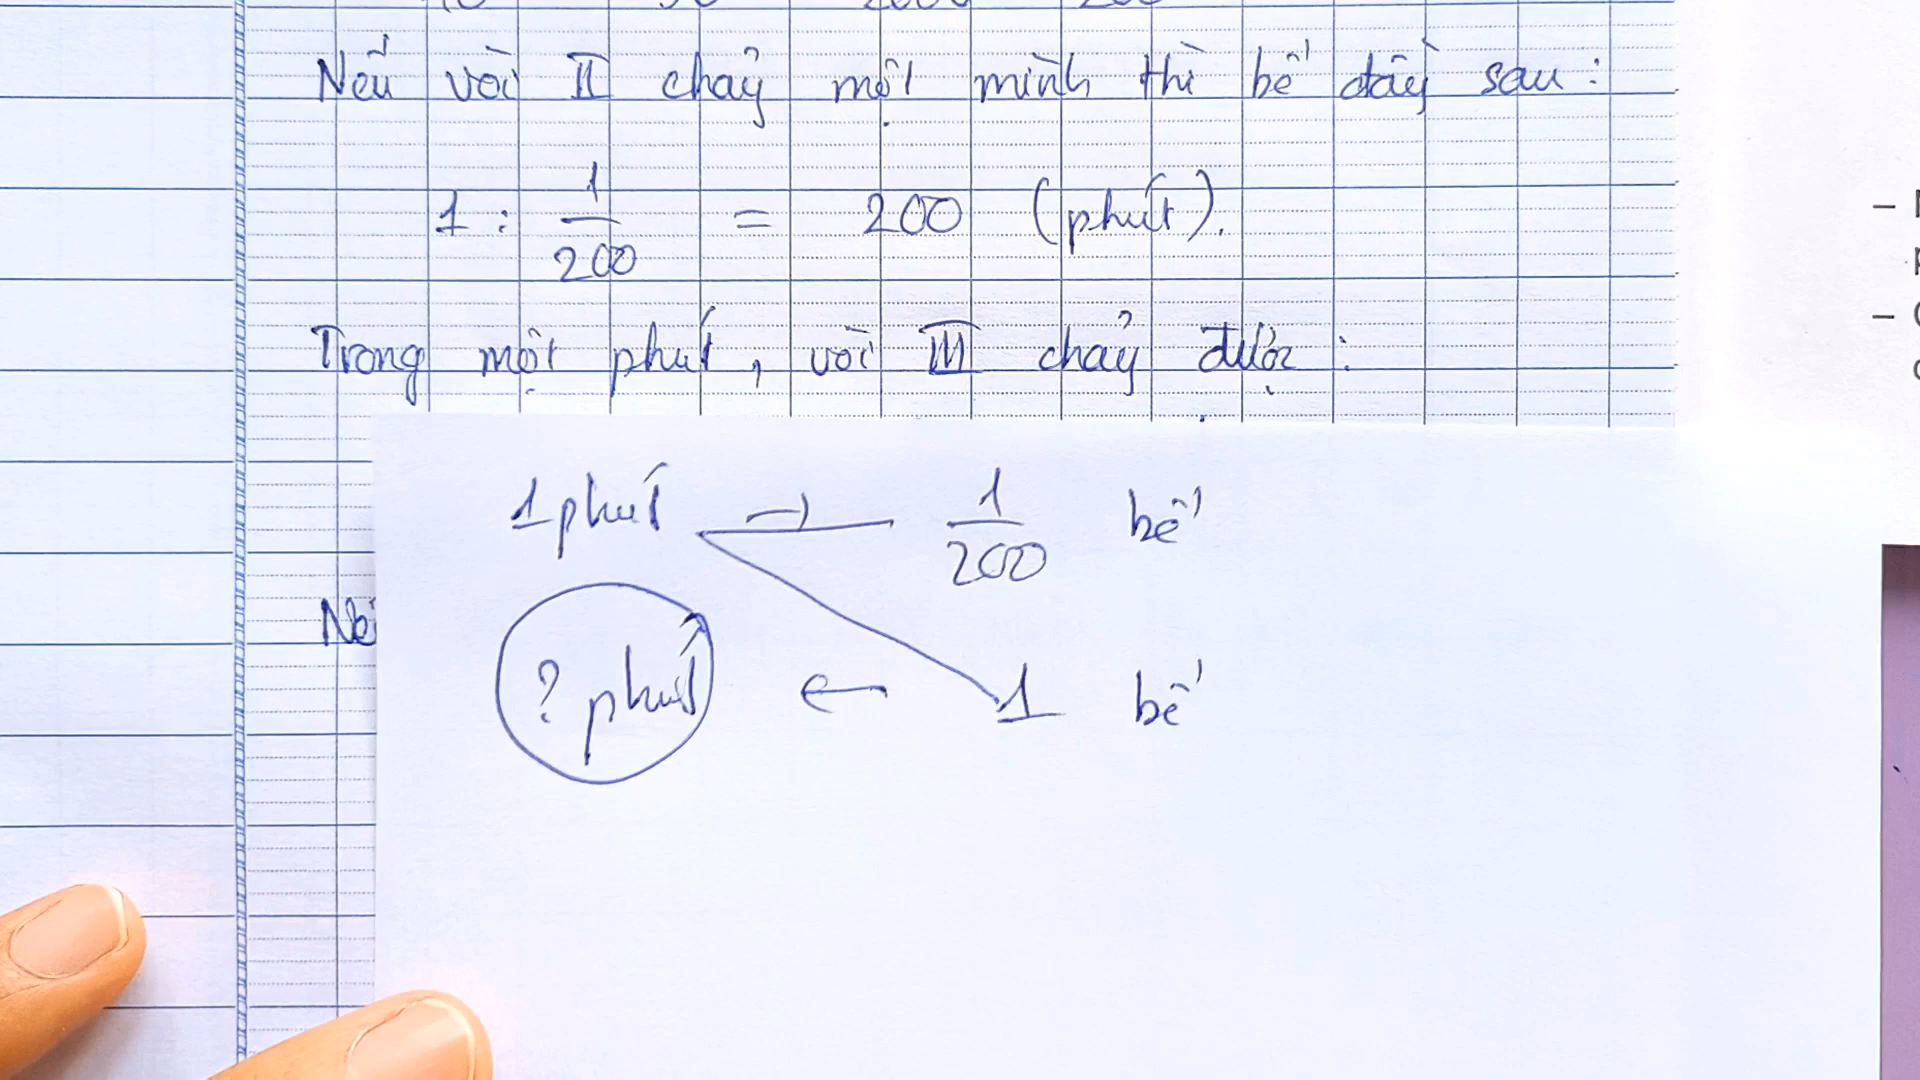 Nếu vòi II chảy một mình thì bể đầy sau :
1 : 1/200 = 200 (phút).
Trong một phút, vòi III chảy được :
1 phút → 1/200 bể
? phút ← 1 bể